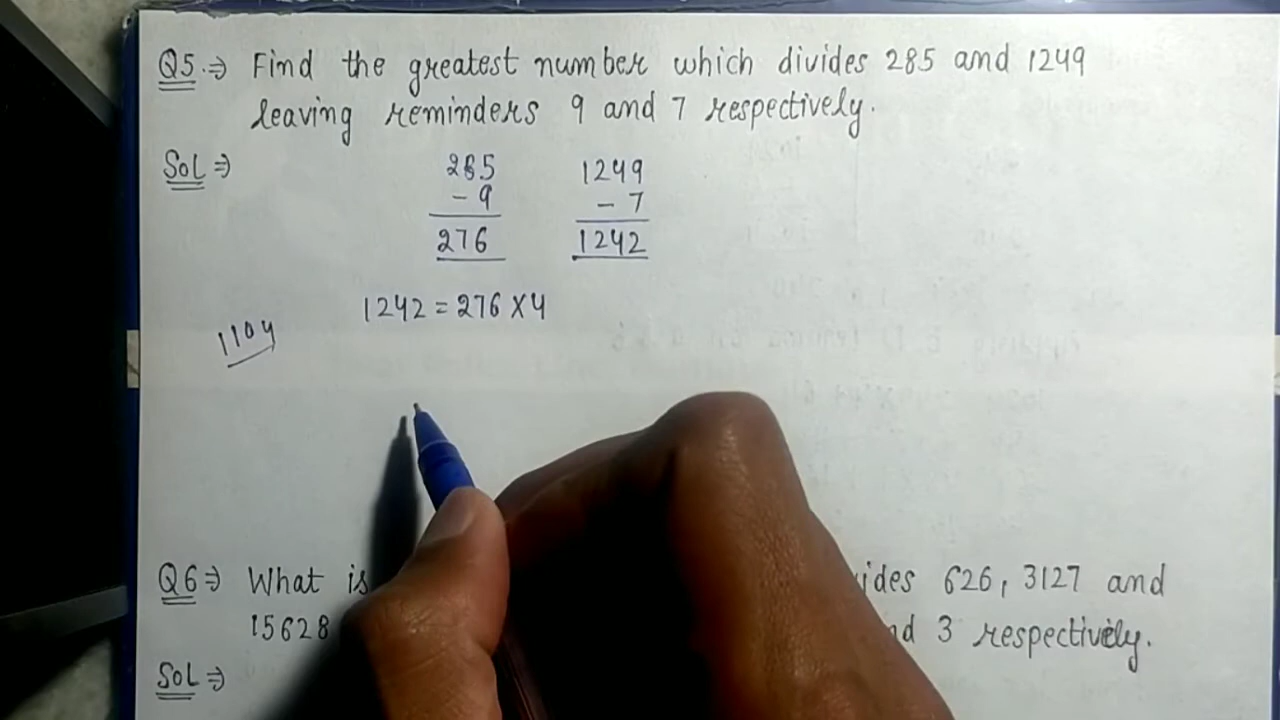 Q5.⇒ Find the greatest number which divides 285 and 1249
leaving reminders 9 and 7 respectively.
SoL ⇒
285 1249
- 9 - 7
276 1242
1242 = 276 X 4
1104
Q6 ⇒ What is ides 626, 3127 and
15628 nd 3 respectively.
SoL ⇒